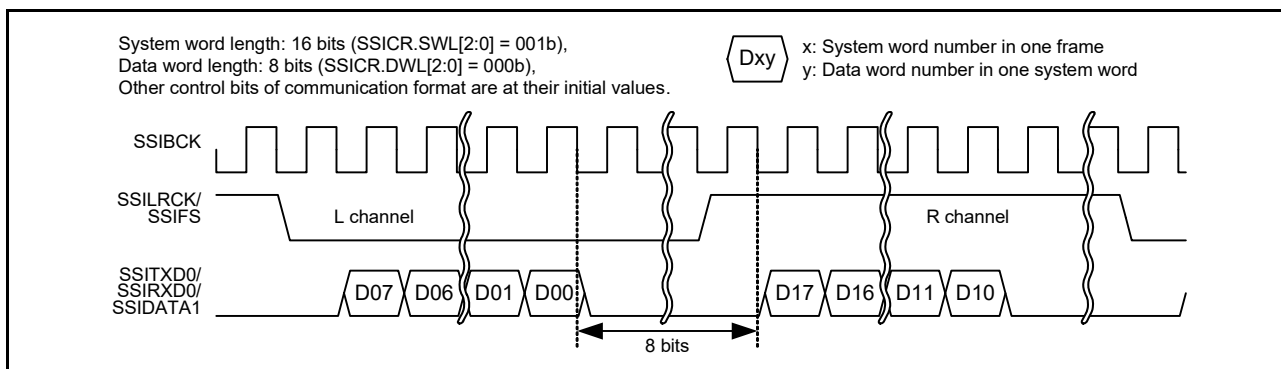 System word length: 16 bits (SSICR.SWL[2:0] = 001b),
Data word length: 8 bits (SSICR.DWL[2:0] = 000b),
Other control bits of communication format are at their initial values.
Dxy
x: System word number in one frame
y: Data word number in one system word
SSIBCK
SSILRCK/
SSIFS
L channel
R channel
SSITXD0/
SSIRXD0/
SSIDATA1
D07 D06 D01 D00 D17 D16 D11 D10
8 bits